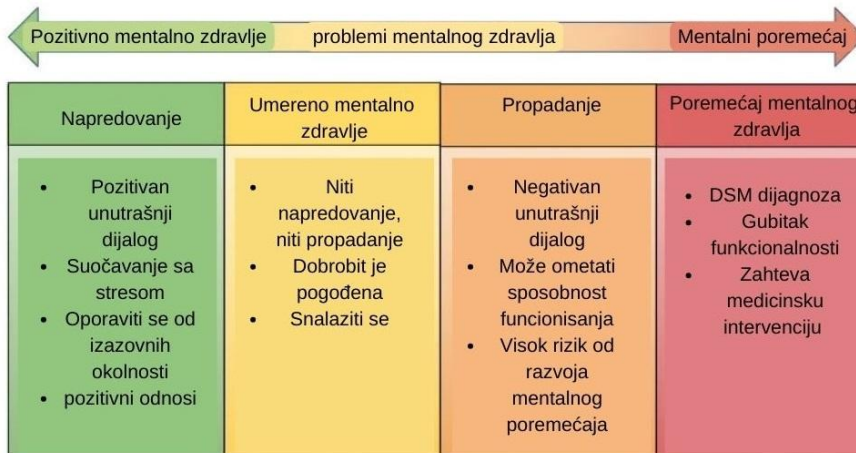 Pozitivno mentalno zdravlje
problemi mentalnog zdravlja
Mentalni poremećaj
Napredovanje
• Pozitivan
unutrašnji
dijalog
• Suočavanje sa
stresom
• Oporaviti se od
izazovnih
okolnosti
• pozitivni odnosi
Umereno mentalno
zdravlje
• Niti
napredovanje,
niti propadanje
• Dobrobit je
pogođena
• Snalaziti se
Propadanje
• Negativan
unutrašnji
dijalog
• Može ometati
sposobnost
funcionisanja
• Visok rizik od
razvoja
mentalnog
poremećaja
Poremećaj mentalnog
zdravlja
• DSM dijagnoza
• Gubitak
funkcionalnosti
• Zahteva
medicinsku
intervenciju